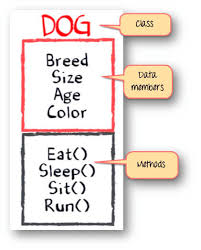 DOG
Class
Breed
Size
Age
Color
Data
members
Eat()
Sleep()
Sit()
Run()
Methods